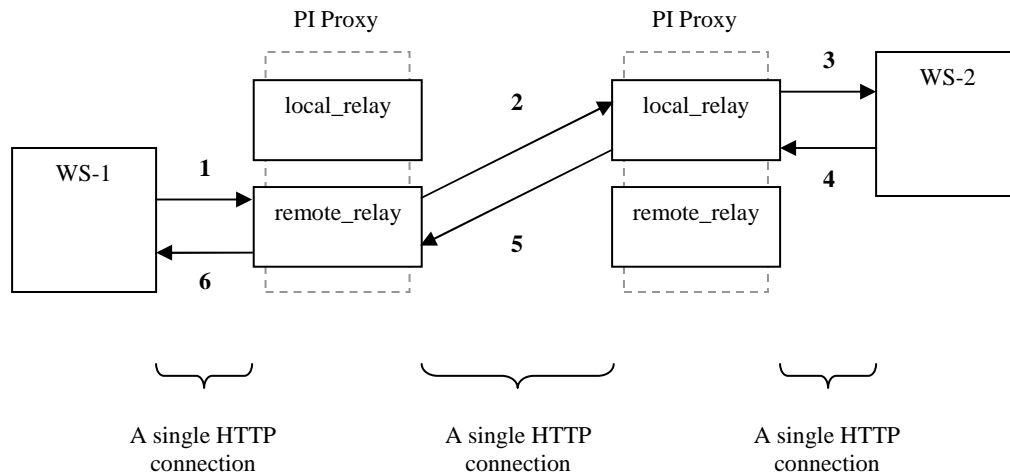 PI Proxy
PI Proxy
3
WS-2
local_relay
2
local_relay
WS-1
1
4
remote_relay
remote_relay
5
6
A single HTTP
connection
A single HTTP
connection
A single HTTP
connection